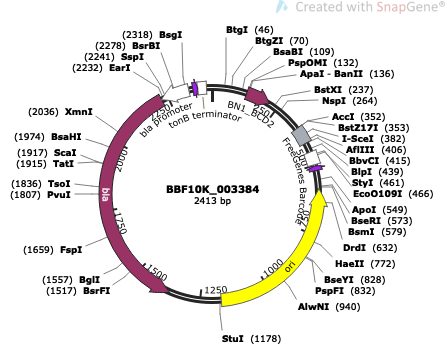 Created with SnapGene®
(2318) BsgI
(2278) BsrBI
(2241) SspI
(2232) EarI
(2036) XmnI
(1974) BsaHI
(1917) ScaI
(1915) TatI
(1836) TsoI
(1807) PvuI
(1659) FspI
(1557) BglI
(1517) BsrFI
BtgI (46)
BtgZI (70)
BsaBI (109)
PspOMI (132)
ApaI - BanII (136)
BstXI (237)
NspI (264)
AccI (352)
BstZ17I (353)
I-SceI (382)
AflIII (406)
BbvCI (415)
BlpI (439)
StyI (461)
EcoO109I (466)
ApoI (549)
BseRI (573)
BsmI (579)
DrdI (632)
HaeII (772)
BseYI (828)
PspFI (832)
AlwNI (940)
StuI (1178)
bla promoter
tonB terminator
BN1_BCD2
FreeGenes Barcode
ori
bla
250
500
750
1000
1250
1500
1750
2000
2250
BBF10K_003384
2413 bp